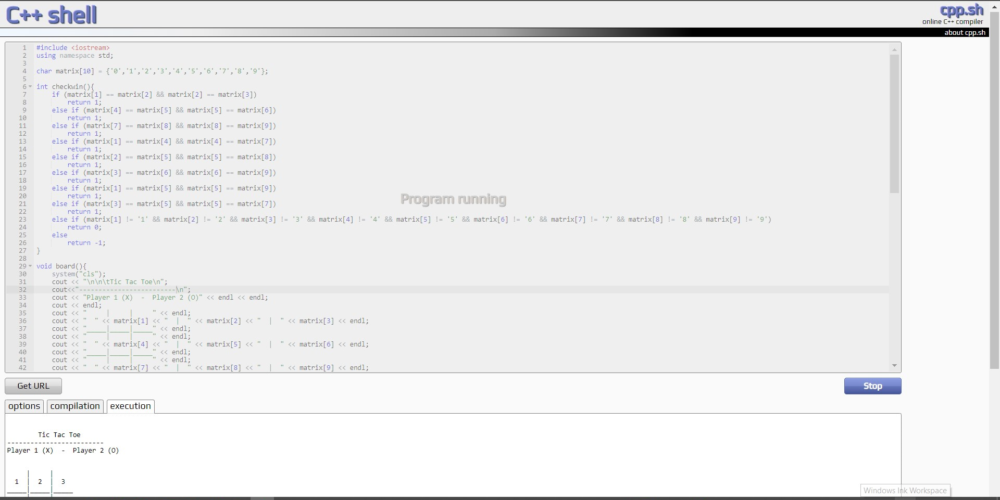 C++ shell
cpp.sh
online C++ compiler
about cpp.sh
1 #include <iostream>
2 using namespace std;
3
4 char matrix[10] = {'0','1','2','3','4','5','6','7','8','9'};
5
6 int checkwin(){
7     if (matrix[1] == matrix[2] && matrix[2] == matrix[3])
8         return 1;
9     else if (matrix[4] == matrix[5] && matrix[5] == matrix[6])
10         return 1;
11     else if (matrix[7] == matrix[8] && matrix[8] == matrix[9])
12         return 1;
13     else if (matrix[1] == matrix[4] && matrix[4] == matrix[7])
14         return 1;
15     else if (matrix[2] == matrix[5] && matrix[5] == matrix[8])
16         return 1;
17     else if (matrix[3] == matrix[6] && matrix[6] == matrix[9])
18         return 1;
19     else if (matrix[1] == matrix[5] && matrix[5] == matrix[9])
20         return 1;
Program running
21     else if (matrix[3] == matrix[5] && matrix[5] == matrix[7])
22         return 1;
23     else if (matrix[1] != '1' && matrix[2] != '2' && matrix[3] != '3' && matrix[4] != '4' && matrix[5] != '5' && matrix[6] != '6' && matrix[7] != '7' && matrix[8] != '8' && matrix[9] != '9')
24         return 0;
25     else
26         return -1;
27 }
28
29 void board(){
30     system("cls");
31     cout << "\n\n\tTic Tac Toe\n";
32     cout<<"-------------------------\n";
33     cout << "Player 1 (X)  -  Player 2 (O)" << endl << endl;
34     cout << endl;
35     cout << "     |     |     " << endl;
36     cout << "  " << matrix[1] << "  |  " << matrix[2] << "  |  " << matrix[3] << endl;
37     cout << "_____|_____|_____" << endl;
38     cout << "     |     |     " << endl;
39     cout << "  " << matrix[4] << "  |  " << matrix[5] << "  |  " << matrix[6] << endl;
40     cout << "_____|_____|_____" << endl;
41     cout << "     |     |     " << endl;
42     cout << "  " << matrix[7] << "  |  " << matrix[8] << "  |  " << matrix[9] << endl;
Get URL
Stop
options compilation execution
Tic Tac Toe
-------------------------
Player 1 (X)  -  Player 2 (O)
     |     |
  1  |  2  |  3
_____|_____|_____
Windows Ink Workspace